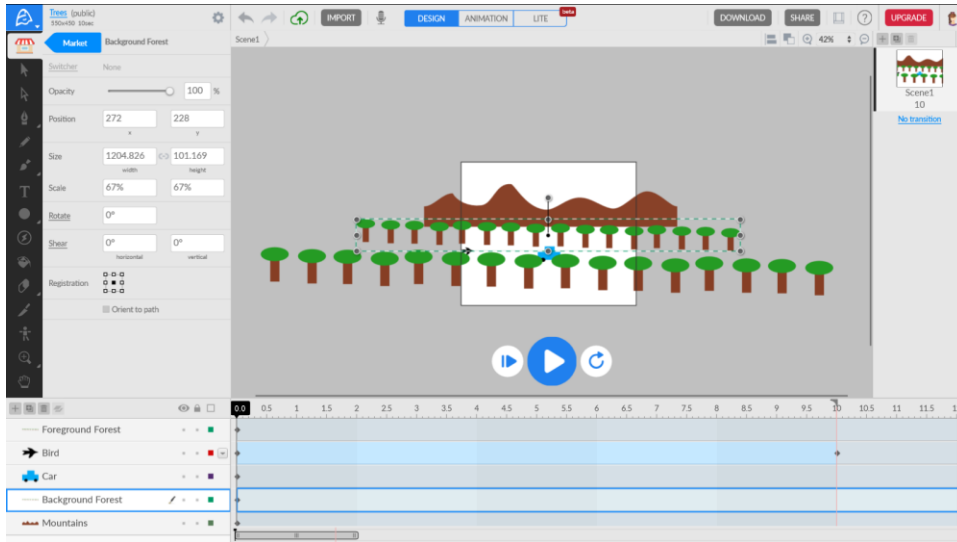 Trees (public)
550x450 10sec
IMPORT
DESIGN
ANIMATION
LITE
beta
DOWNLOAD
SHARE
?
UPGRADE
Market
Background Forest
Scene1
42%
Switcher
None
Opacity
100 %
Position
272
228
x
y
Size
1204.826
101.169
width
height
Scale
67%
67%
Rotate
0°
Shear
0°
0°
horizontal
vertical
Registration
Orient to path
Scene1
10
No transition
0.0 0.5 1 1.5 2 2.5 3 3.5 4 4.5 5 5.5 6 6.5 7 7.5 8 8.5 9 9.5 10 10.5 11 11.5
Foreground Forest
Bird
Car
Background Forest
Mountains